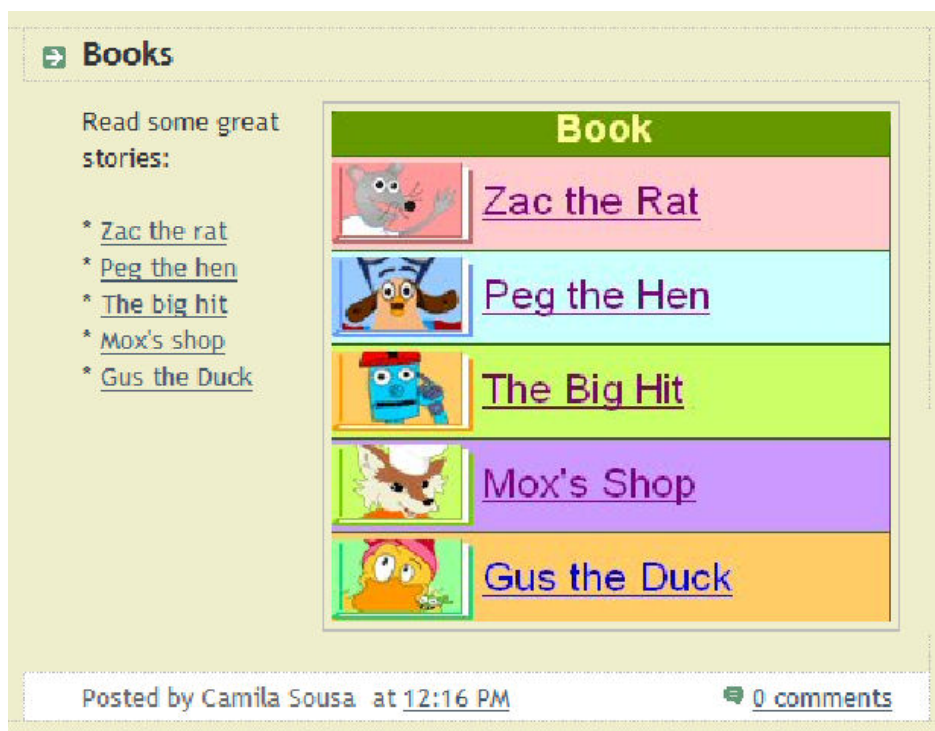 Books
Read some great
stories:
* Zac the rat
* Peg the hen
* The big hit
* Mox's shop
* Gus the Duck
Book
Zac the Rat
Peg the Hen
The Big Hit
Mox's Shop
Gus the Duck
Posted by Camila Sousa at 12:16 PM
0 comments